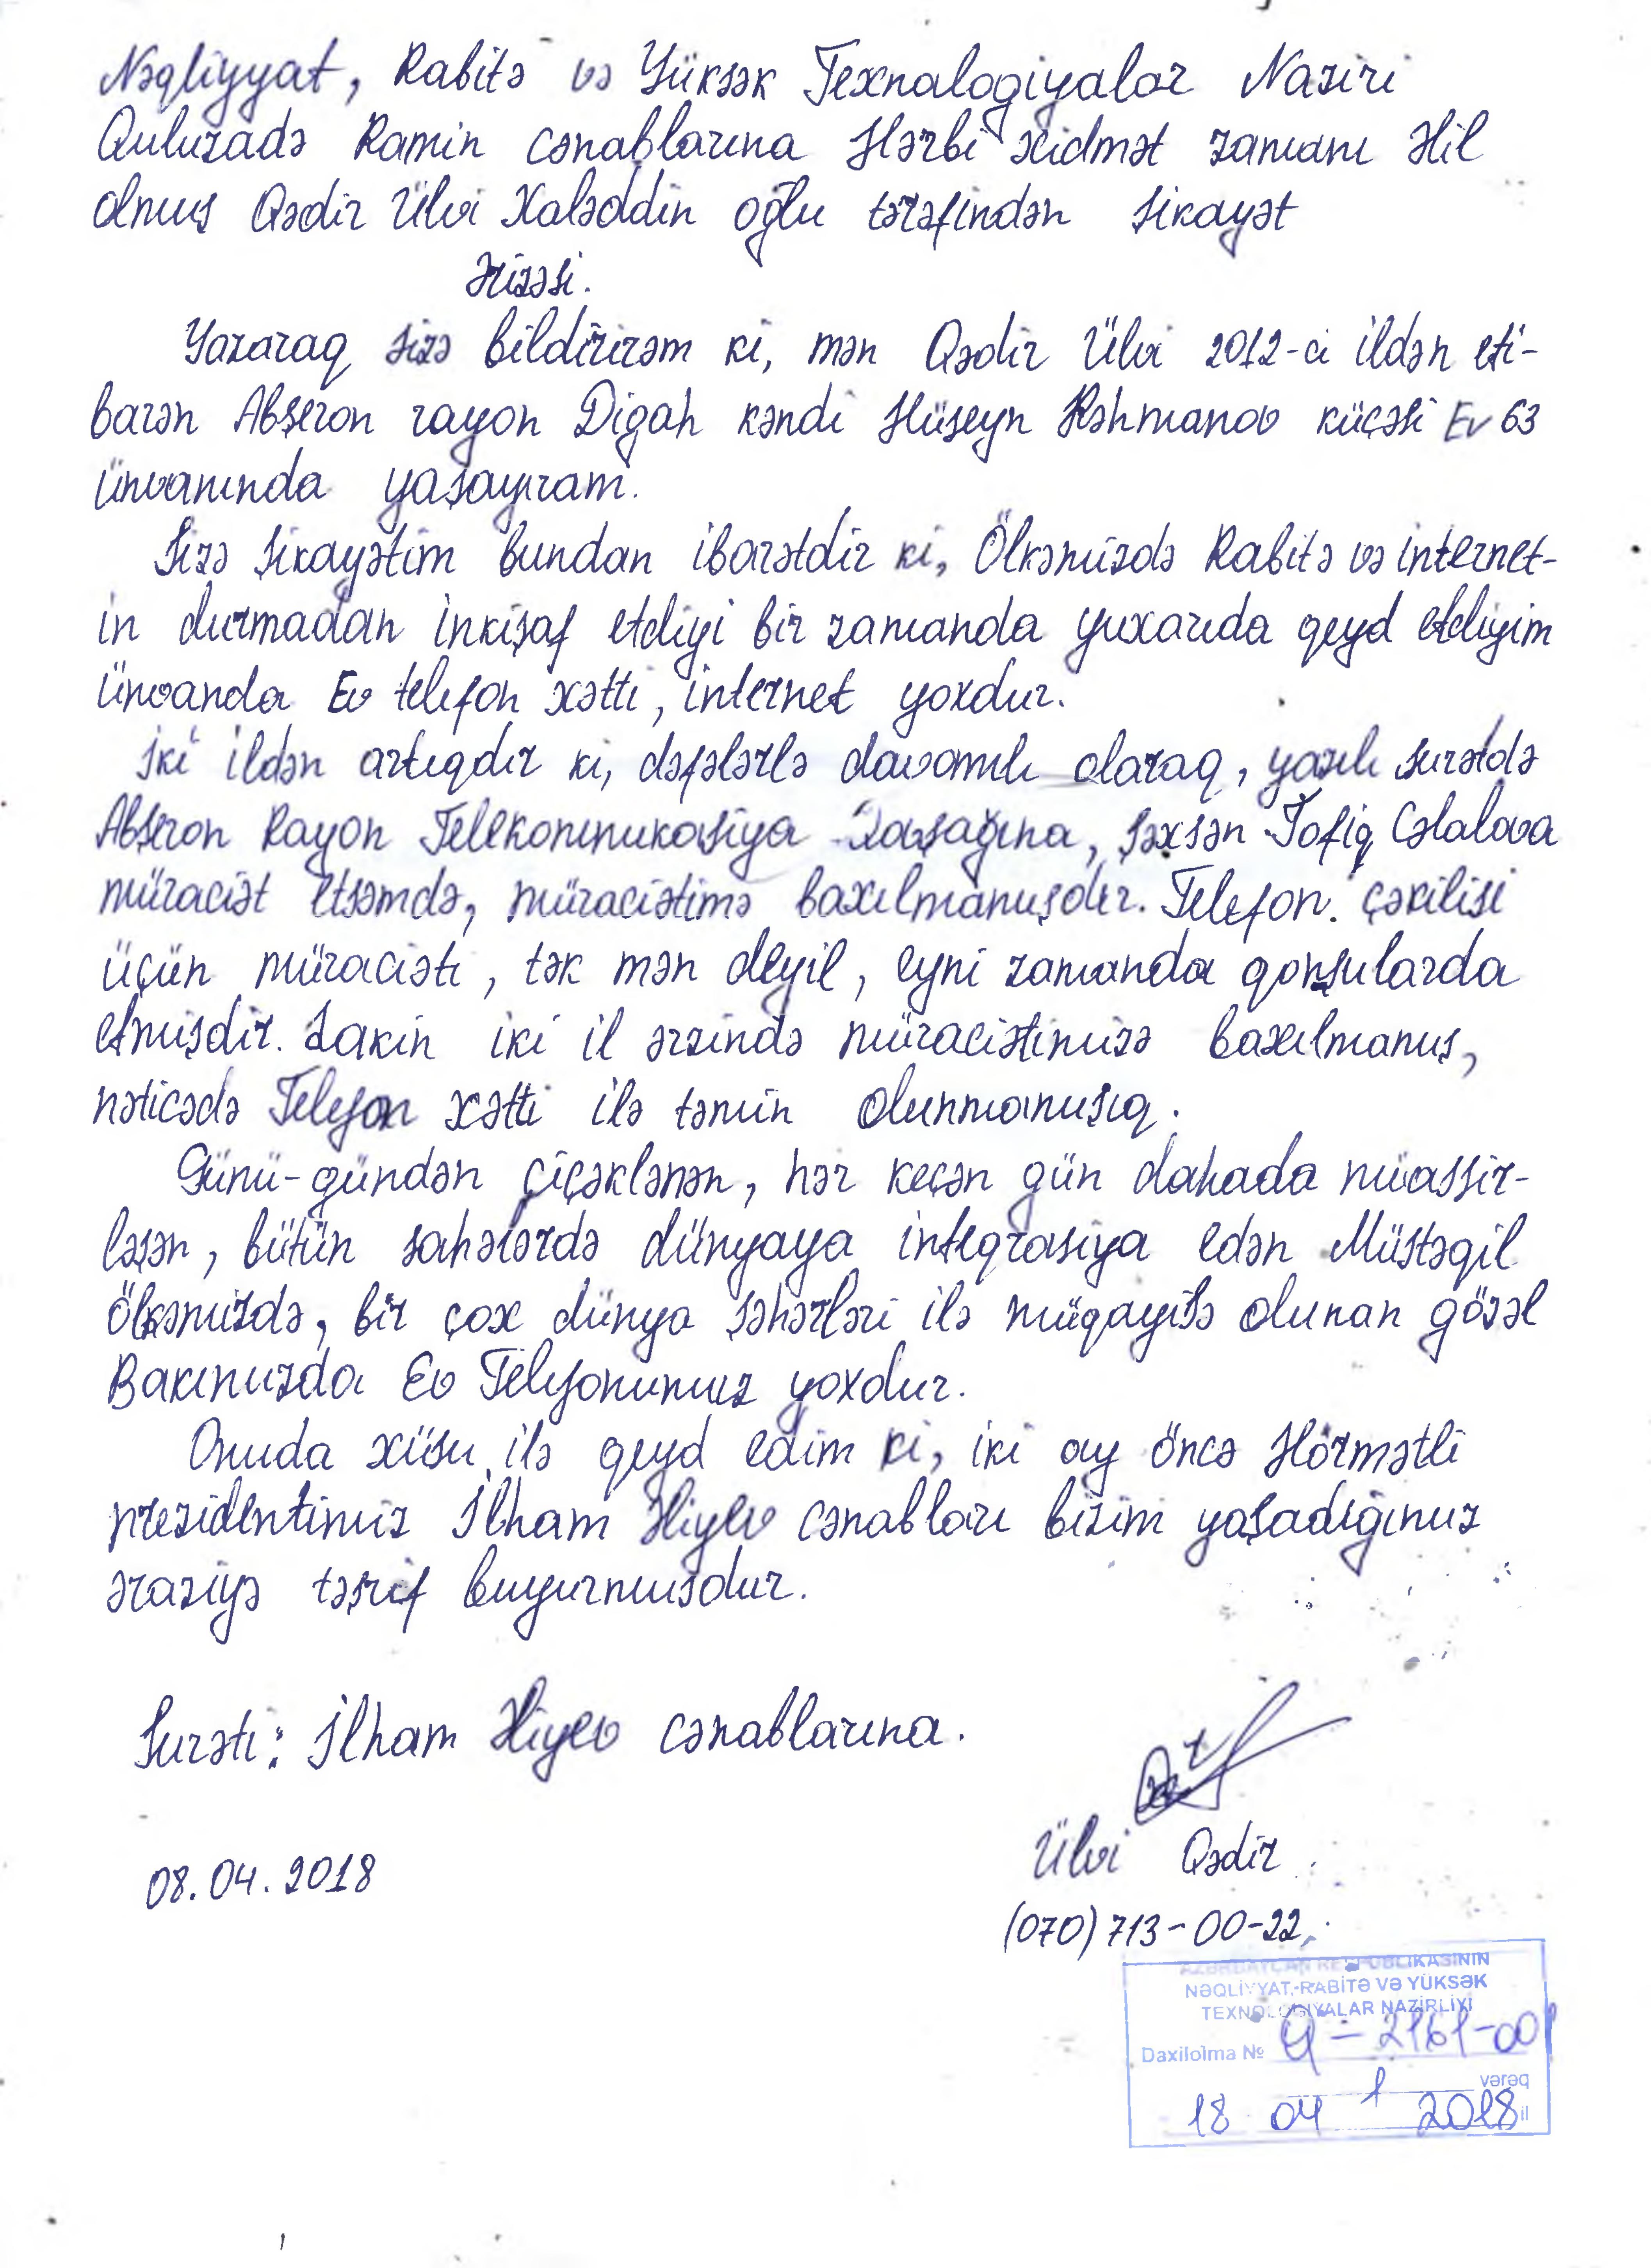 Nəqliyyat, Rabitə və Yüksək Texnalogiyalar Naziri
Quluzadə Ramin cənablarına Hərbi xidmət zamanı Əlil
olmuş Qədir Ülvi Xaləddin oğlu tərəfindən şikayət
Ərizəsi.
Yazaraq sizə bildirirəm ki, mən Qədir Ülvi 2012-ci ildən eti-
barən Abşeron rayon Digah kəndi Hüseyn Rəhmanov küçəsi Ev 63
ünvanında yaşayıram.
Sizə şikayətim bundan ibarətdir ki, Ölkəmizdə Rabitə və internet-
in durmadan inkişaf etdiyi bir zamanda yuxarıda qeyd etdiyim
ünvanda Ev telefon xətti, internet yoxdur.
İki ildən artıqdır ki, dəfələrlə davamlı olaraq, yazılı surətdə
Abşeron Rayon Telekomunukasiya Qovşağına, şəxsən Tofiq Cəlalova
müraciət etsəmdə, müraciətimə baxılmamışdır. Telefon çəkilişi
üçün müraciəti, tək mən deyil, eyni zamanda qonşularda
etmişdir. Lakin iki il ərzində müraciətimizə baxılmamış,
nəticədə Telefon xətti ilə təmin olunmamışıq.
Günü-gündən çiçəklənən, hər keçən gün dahada müassir-
ləşən, bütün sahələrdə dünyaya inteqrasiya edən Müstəqil
Ölkəmizdə, bir çox dünya şəhərləri ilə müqayisə olunan gözəl
Bakımızda Ev Telefonumuz yoxdur.
Onuda xüsu ilə qeyd edim ki, iki ay öncə Hörmətli
prezidentimiz İlham Əliyev cənabları bizim yaşadığımız
əraziyə təşrif buyurmuşdur.
Surəti: İlham Əliyev cənablarına.
Ülvi Qədir
08.04.2018
(070) 713-00-22
AZƏRBAYCAN RESPUBLİKASININ
NƏQLİYYAT, RABİTƏ VƏ YÜKSƏK
TEXNOLOGİYALAR NAZİRLİYİ
Daxilolma № Q-2161-00
1 vərəq
18 04 2018 il